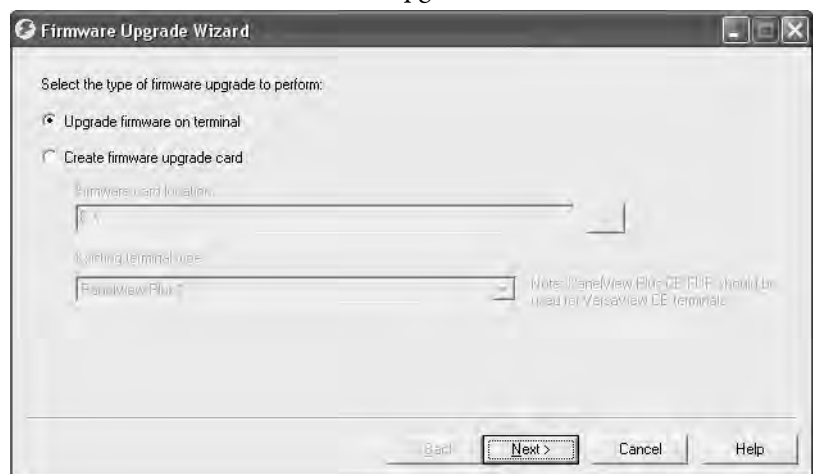 Firmware Upgrade Wizard
Select the type of firmware upgrade to perform:
Upgrade firmware on terminal
Create firmware upgrade card
Firmware card location:
Existing terminal type:
PanelView Plus
Note: PanelView Plus CE FUP should be
used for VersaView CE terminals
Back Next > Cancel Help